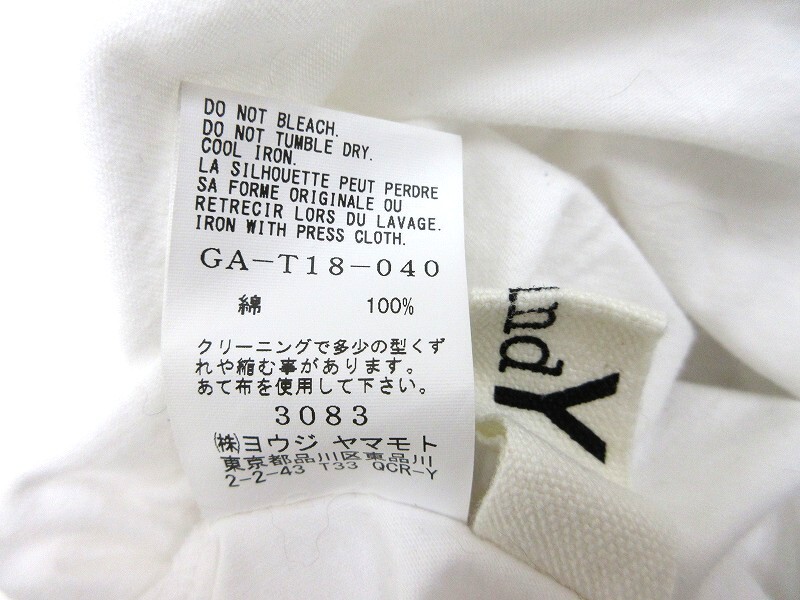 DO NOT BLEACH.
DO NOT TUMBLE DRY.
COOL IRON.
LA SILHOUETTE PEUT PERDRE
SA FORME ORIGINALE OU
RETRECIR LORS DU LAVAGE.
IRON WITH PRESS CLOTH.
GA-T18-040
綿 100%
クリーニングで多少の型くず
れや縮む事があります。
あて布を使用して下さい。
3083
㈱ヨウジ ヤマモト
東京都品川区東品川
2-2-43 T33 QCR-Y
Y